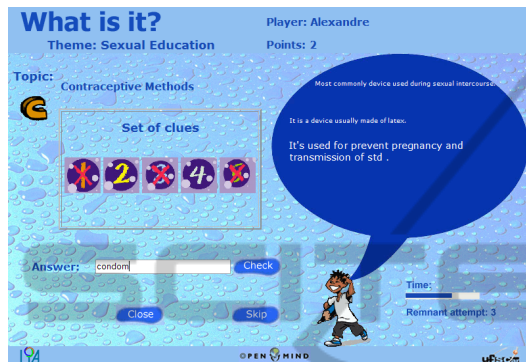 What is it?
Player: Alexandre
Theme: Sexual Education
Points: 2
Topic:
Contraceptive Methods
Most commonly device used during sexual intercourse.
It is a device usually made of latex.
It's used for prevent pregnancy and
transmission of std .
Set of clues
1 2 3 4 5
Answer: condom Check
Close Skip
Time:
Remnant attempt: 3
OPEN MIND